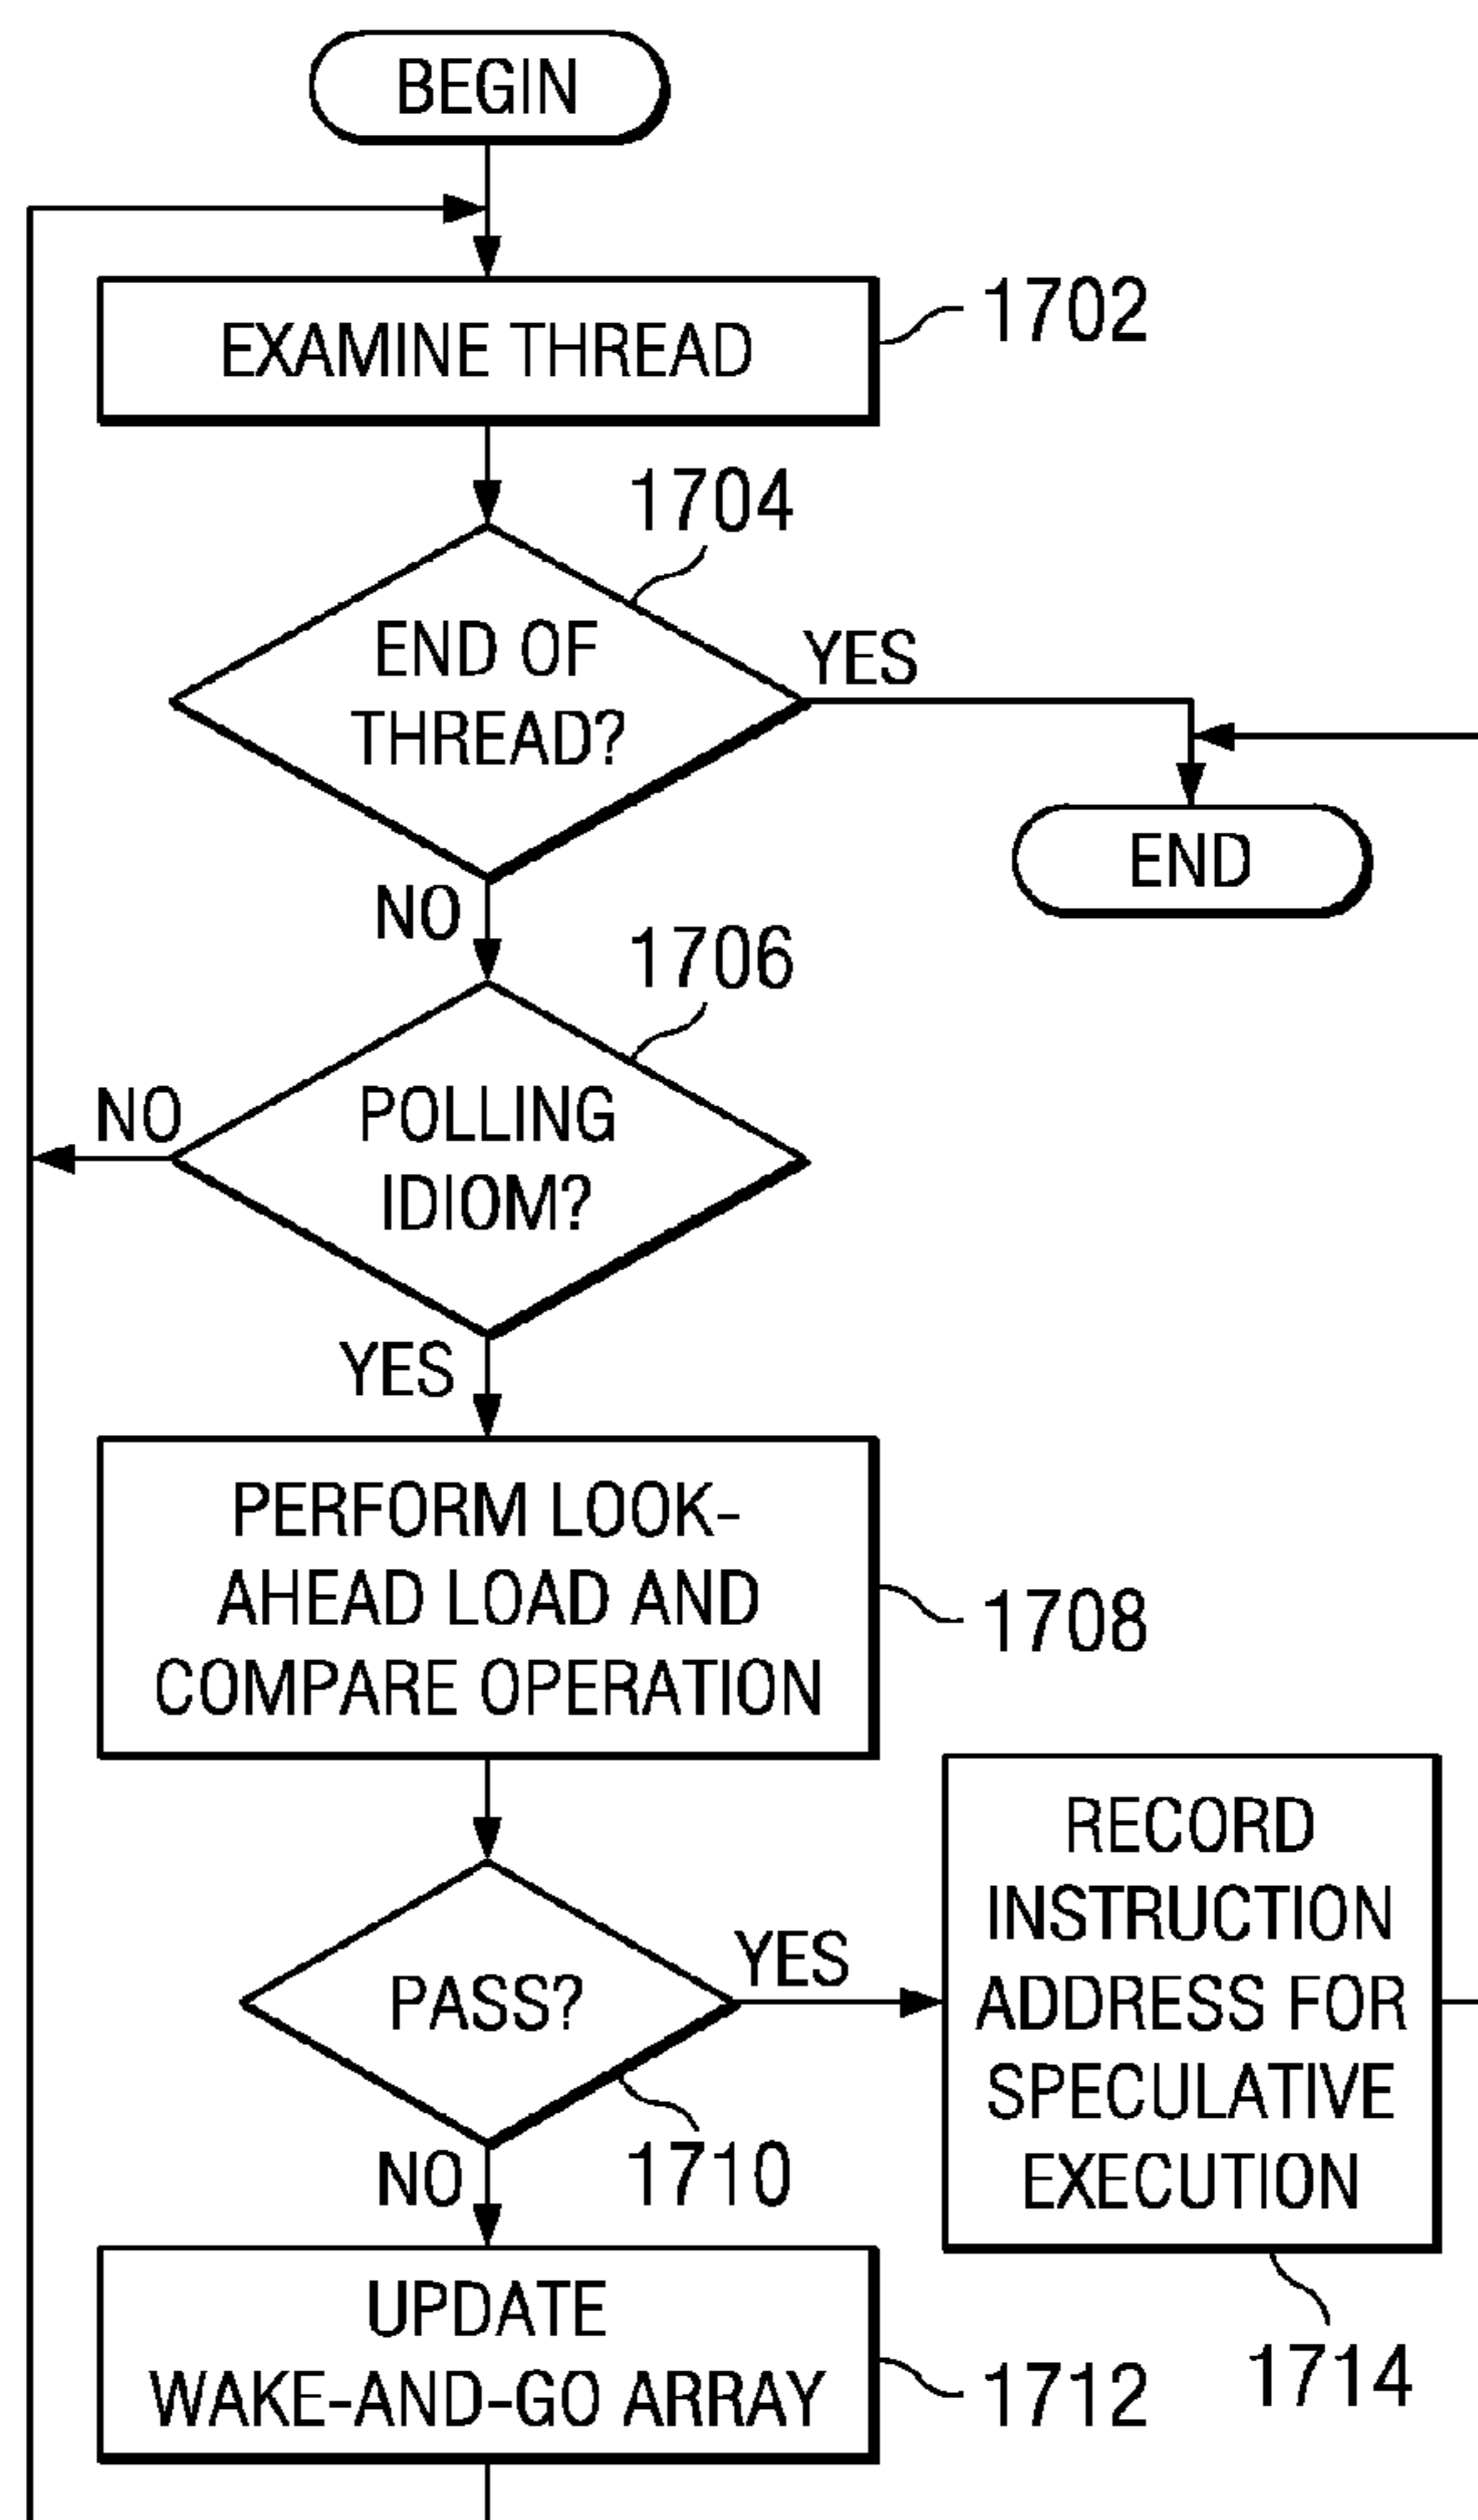 BEGIN
EXAMINE THREAD
1702
1704
END OF
THREAD?
YES
END
NO
1706
POLLING
IDIOM?
NO
YES
PERFORM LOOK-
AHEAD LOAD AND
COMPARE OPERATION
1708
PASS?
YES
1710
NO
RECORD
INSTRUCTION
ADDRESS FOR
SPECULATIVE
EXECUTION
1714
UPDATE
WAKE-AND-GO ARRAY
1712